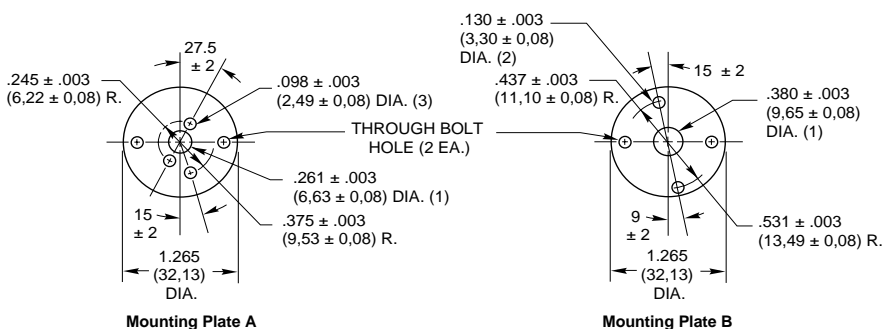 27.5
± 2
.245 ± .003
(6,22 ± 0,08) R.
.098 ± .003
(2,49 ± 0,08) DIA. (3)
THROUGH BOLT
HOLE (2 EA.)
.261 ± .003
(6,63 ± 0,08) DIA. (1)
15
± 2
.375 ± .003
(9,53 ± 0,08) R.
1.265
(32,13)
DIA.
Mounting Plate A
.130 ± .003
(3,30 ± 0,08)
DIA. (2)
15 ± 2
.437 ± .003
(11,10 ± 0,08) R.
.380 ± .003
(9,65 ± 0,08)
DIA. (1)
9
± 2
.531 ± .003
(13,49 ± 0,08) R.
1.265
(32,13)
DIA.
Mounting Plate B